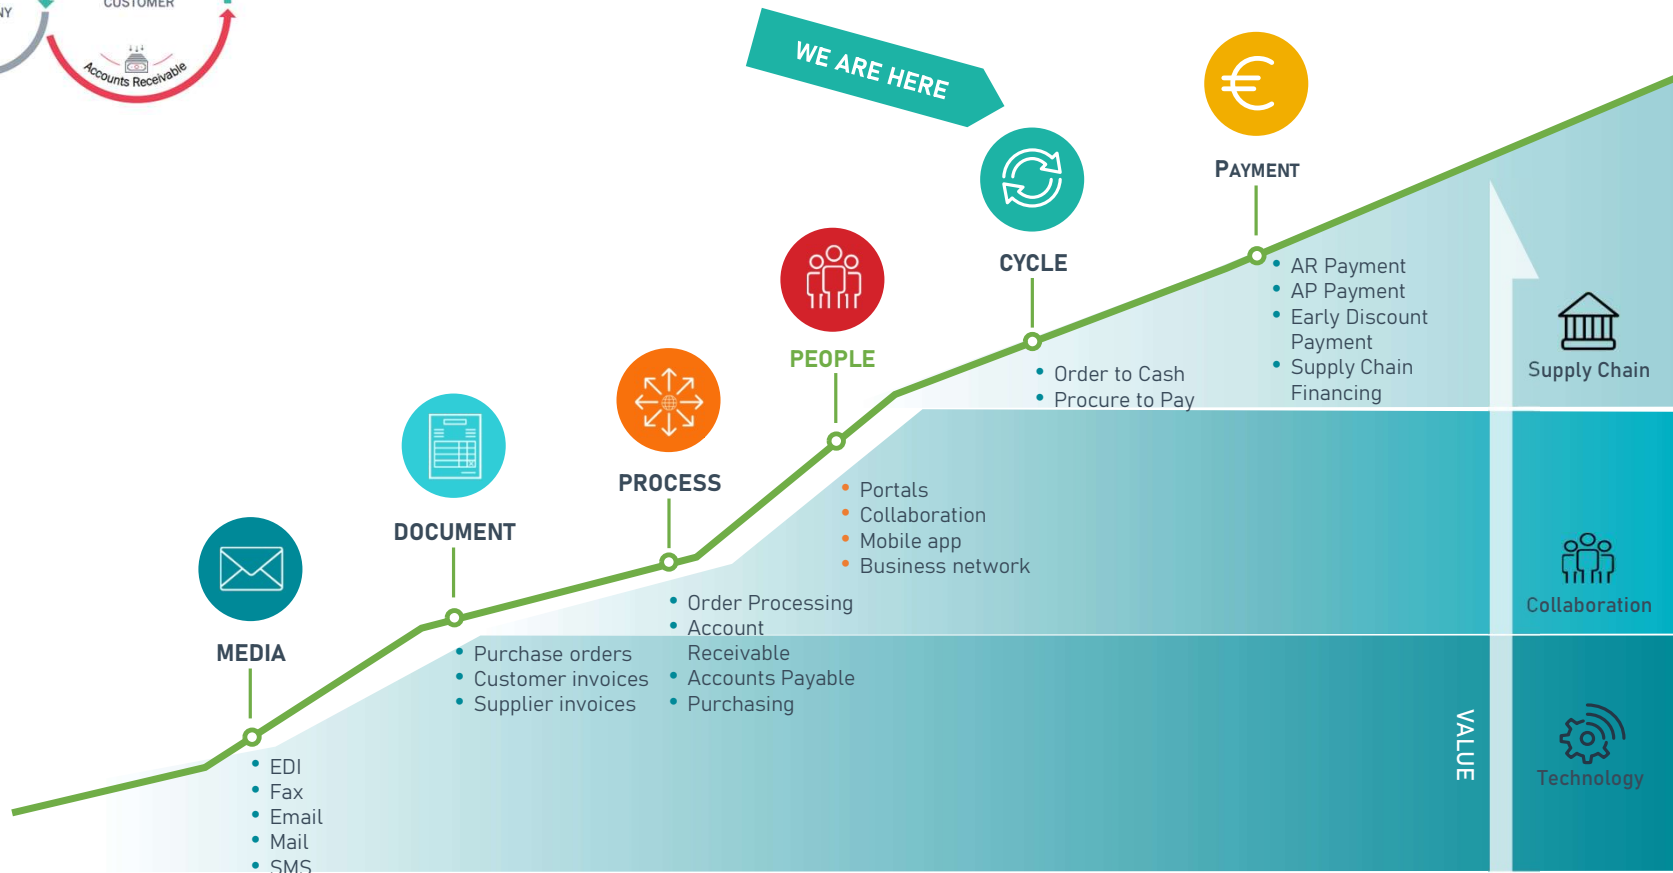 CUSTOMER
Accounts Receivable
WE ARE HERE
PAYMENT
CYCLE
PEOPLE
PROCESS
DOCUMENT
MEDIA
• AR Payment
• AP Payment
• Early Discount
Payment
• Supply Chain
Financing
• Order to Cash
• Procure to Pay
• Portals
• Collaboration
• Mobile app
• Business network
• Order Processing
• Account
Receivable
• Accounts Payable
• Purchasing
• Purchase orders
• Customer invoices
• Supplier invoices
• EDI
• Fax
• Email
• Mail
• SMS
VALUE
Supply Chain
Collaboration
Technology